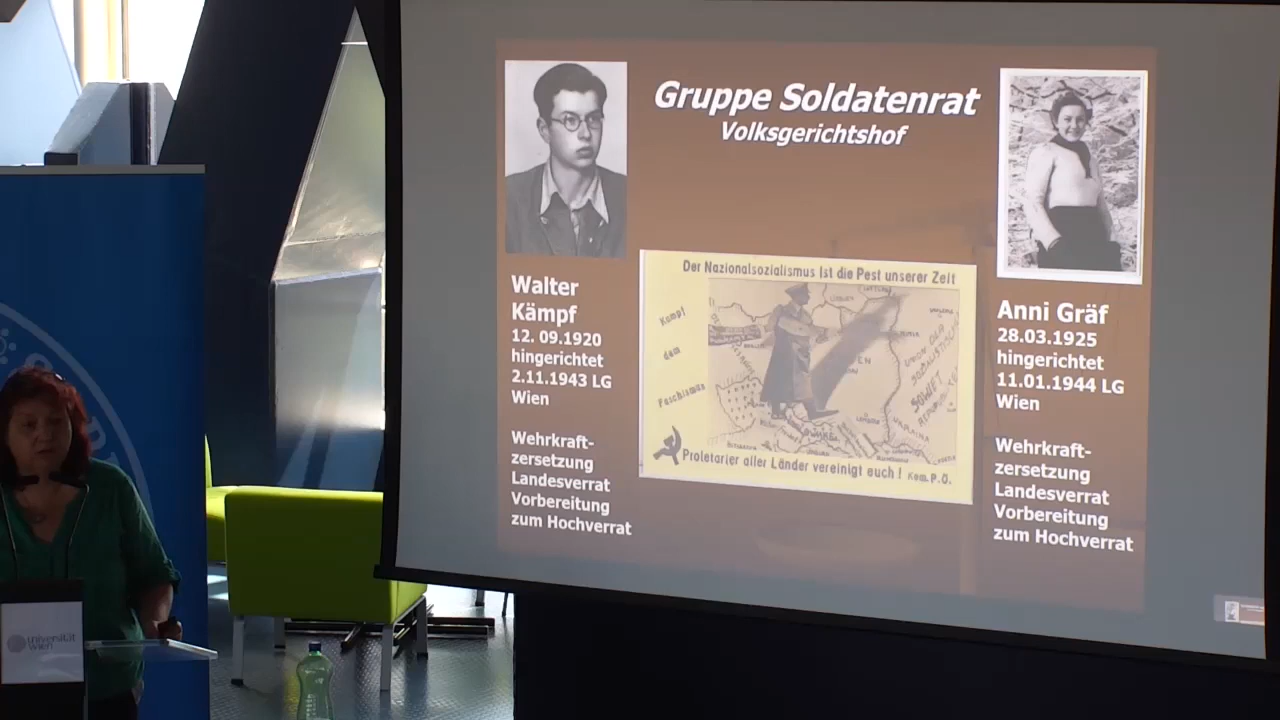 Gruppe Soldatenrat
Volksgerichtshof
Walter
Kämpf
12. 09.1920
hingerichtet
2.11.1943 LG
Wien
Wehrkraft-
zersetzung
Landesverrat
Vorbereitung
zum Hochverrat
Der Nazionalsozialismus ist die Pest unserer Zeit
Kampf
dem
Faschismus
UKRAINA
Proletarier aller Länder vereinigt euch! Kom. P.Ö.
Anni Gräf
28.03.1925
hingerichtet
11.01.1944 LG
Wien
Wehrkraft-
zersetzung
Landesverrat
Vorbereitung
zum Hochverrat
universität
wien